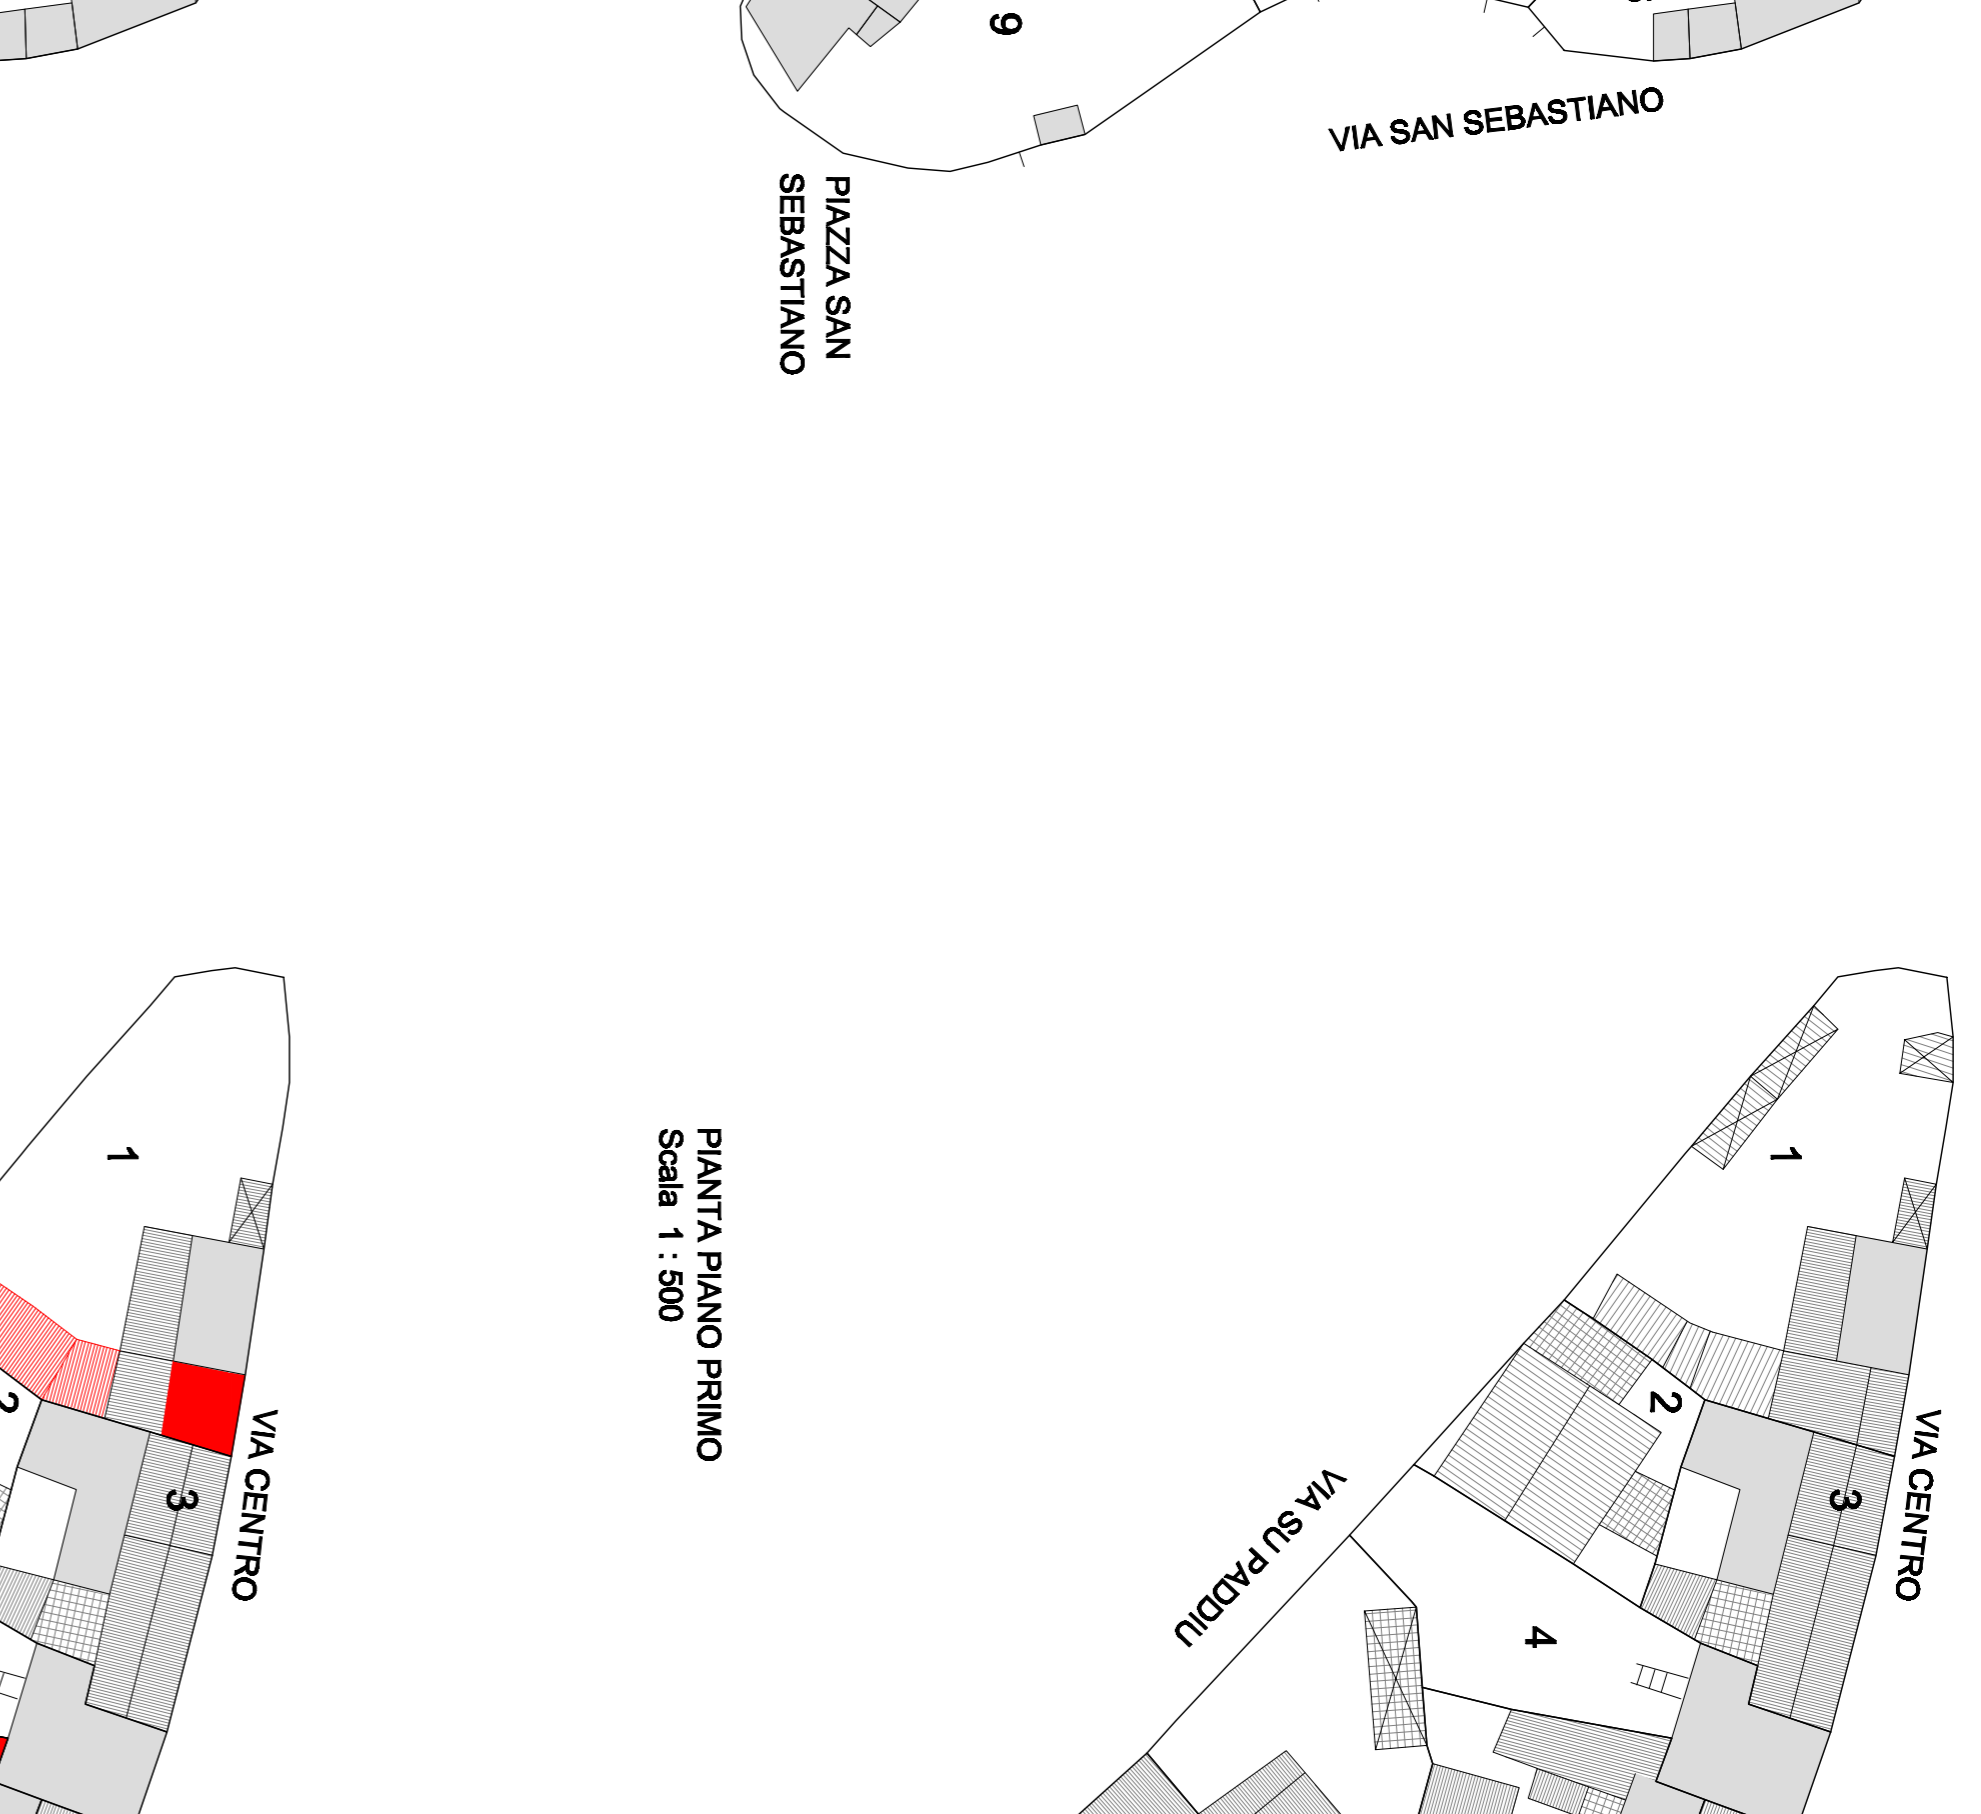 9
VIA SAN SEBASTIANO
PIAZZA SAN
SEBASTIANO
1
2
3
VIA CENTRO
PIANTA PIANO PRIMO
Scala 1 : 500
1
2
3
VIA CENTRO
VIA SU PADDIU
4